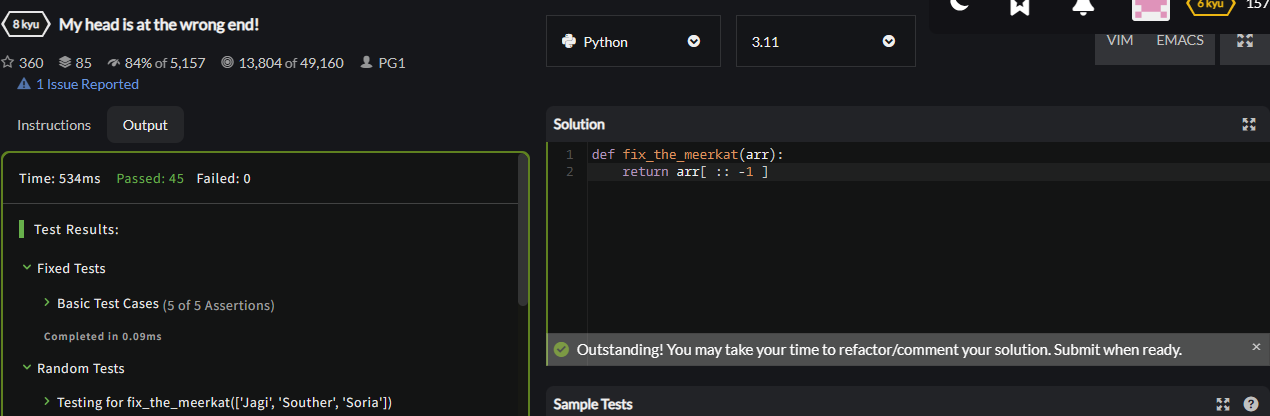 8 kyu My head is at the wrong end!
360 85 84% of 5,157 13,804 of 49,160 PG1
1 Issue Reported
Instructions Output
Time: 534ms Passed: 45 Failed: 0
Test Results:
Fixed Tests
Basic Test Cases (5 of 5 Assertions)
Completed in 0.09ms
Random Tests
Testing for fix_the_meerkat(['Jagi', 'Souther', 'Soria'])
6 kyu 157
Python 3.11 VIM EMACS
Solution
1 def fix_the_meerkat(arr):
2 return arr[ :: -1 ]
Outstanding! You may take your time to refactor/comment your solution. Submit when ready. ×
Sample Tests ?